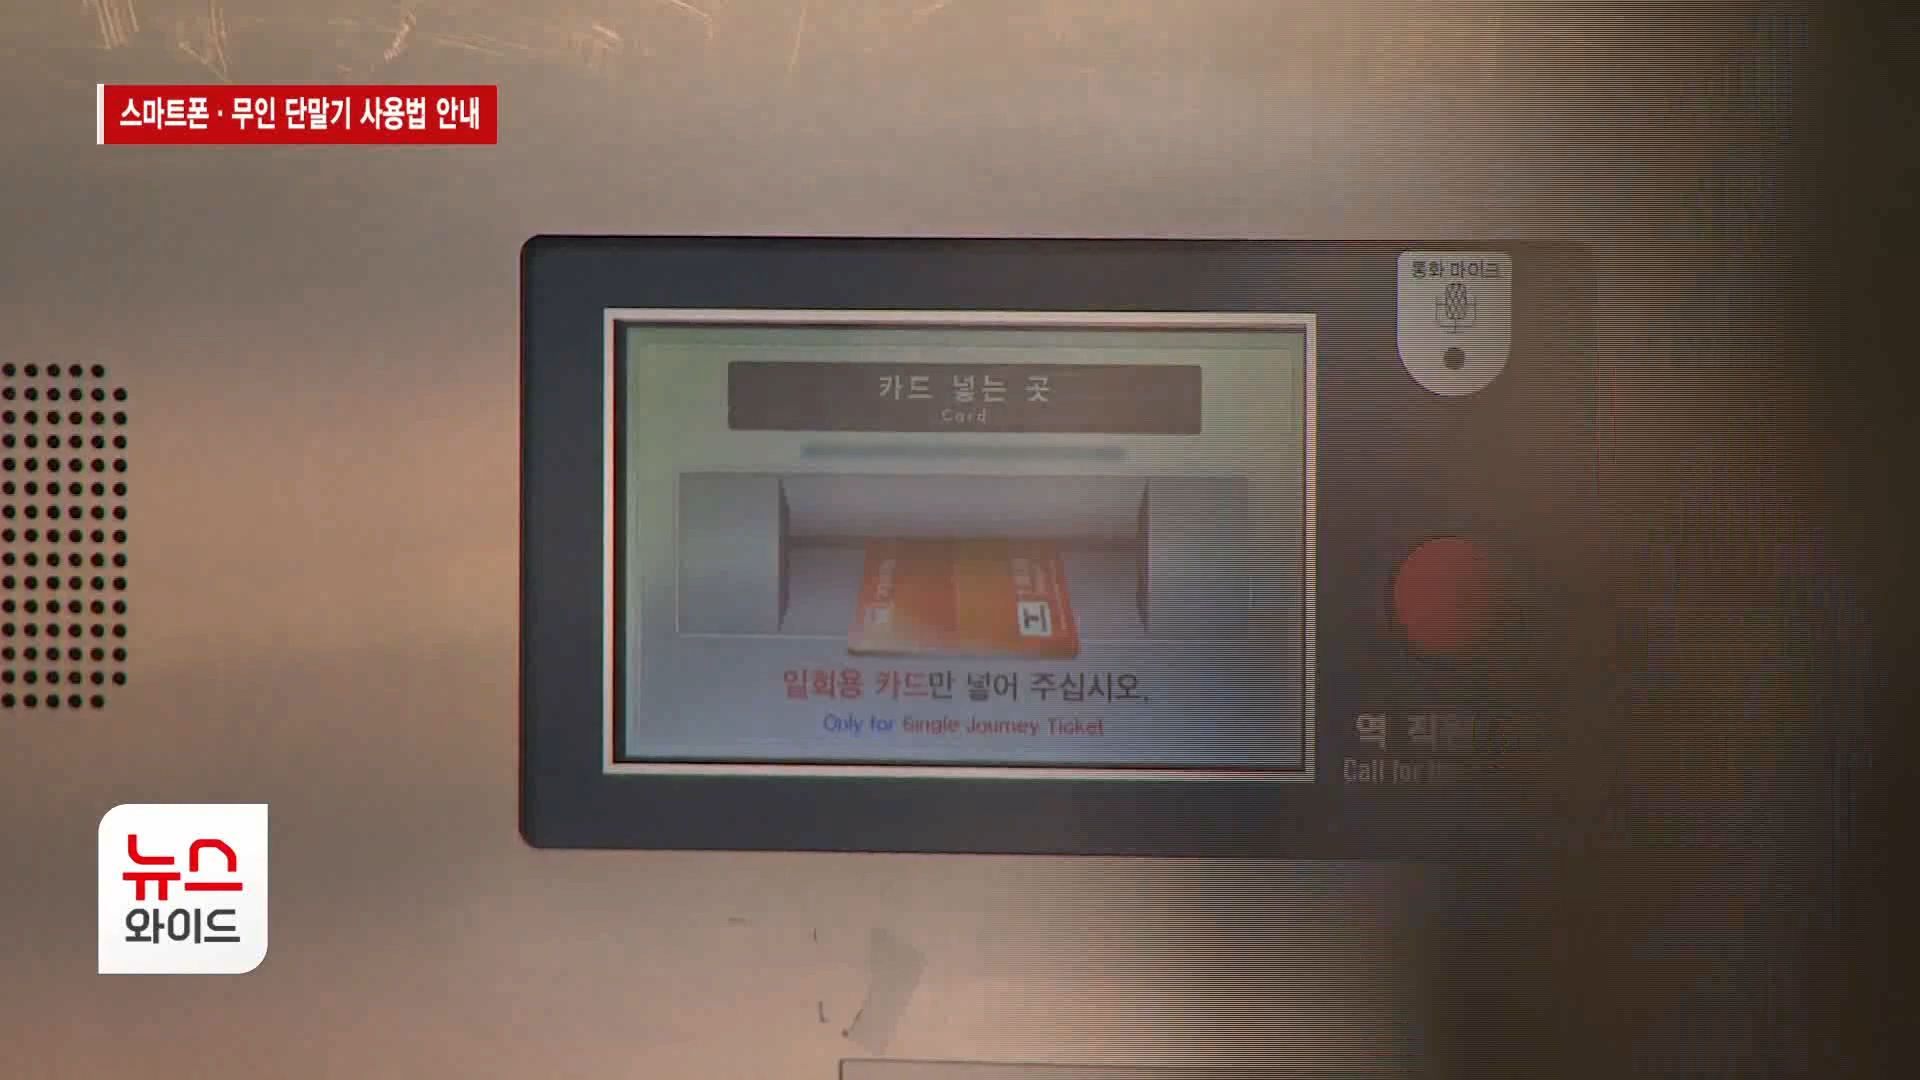 스마트폰·무인 단말기 사용법 안내
통화 마이크
카드 넣는 곳
Card
일회용 카드만 넣어 주십시오.
Only for Single Journey Ticket
역 직원
Call for
뉴스
와이드